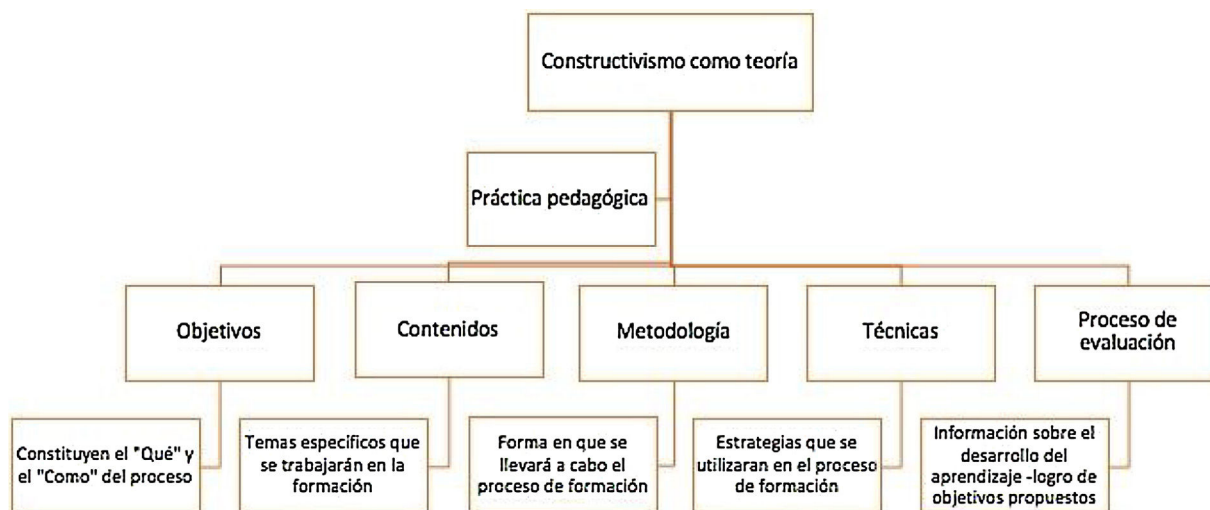 Constructivismo como teoría
Práctica pedagógica
Objetivos
Contenidos
Metodología
Técnicas
Proceso de
evaluación
Constituyen el "Qué" y
el "Como" del proceso
Temas especificos que
se trabajarán en la
formación
Forma en que se
llevará a cabo el
proceso de formación
Estrategias que se
utilizaran en el proceso
de formación
Información sobre el
desarrollo del
aprendizaje -logro de
objetivos propuestos